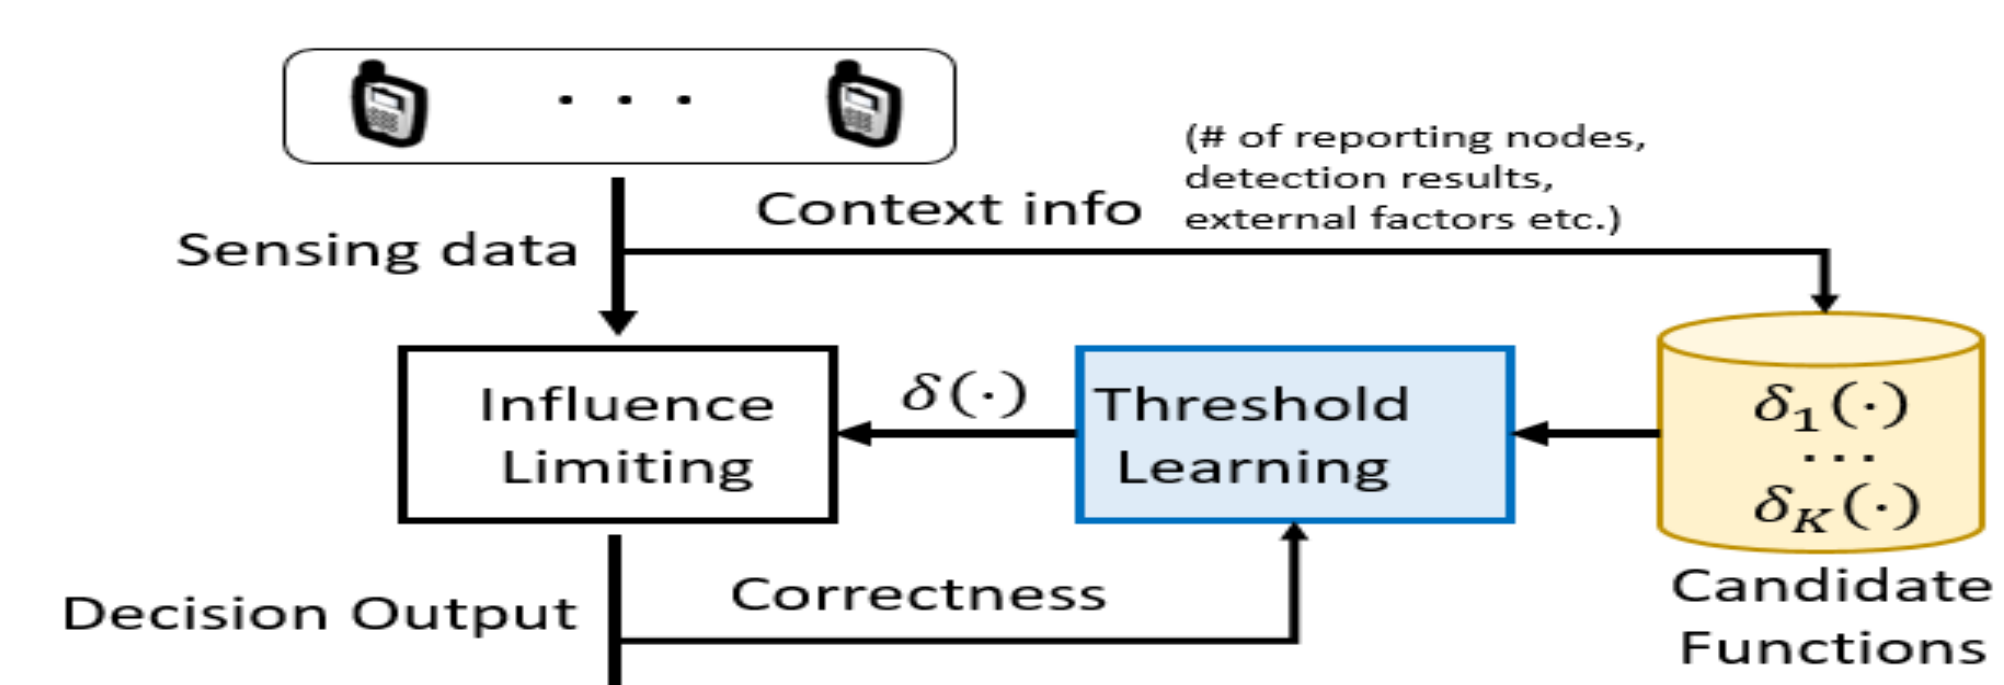 . . .
(# of reporting nodes,
detection results,
external factors etc.)
Context info
Sensing data
Influence
Limiting
δ(·)
Threshold
Learning
δ₁(·)
...
δ_K(·)
Candidate
Functions
Correctness
Decision Output